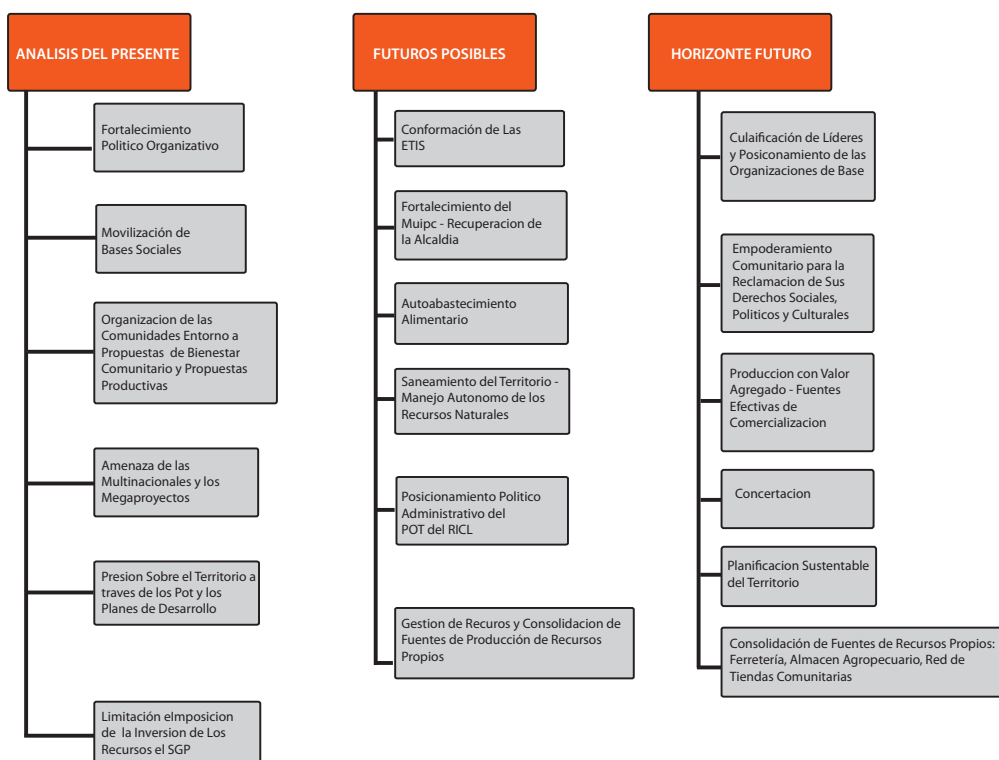 ANALISIS DEL PRESENTE
Fortalecimiento
Politico Organizativo
Movilización de
Bases Sociales
Organizacion de las
Comunidades Entorno a
Propuestas de Bienestar
Comunitario y Propuestas
Productivas
Amenaza de las
Multinacionales y los
Megaproyectos
Presion Sobre el Territorio a
traves de los Pot y los
Planes de Desarrollo
Limitación eImposicion
de la Inversion de Los
Recursos el SGP
FUTUROS POSIBLES
Conformación de Las
ETIS
Fortalecimiento del
Muipc - Recuperacion de
la Alcaldia
Autoabastecimiento
Alimentario
Saneamiento del Territorio -
Manejo Autonomo de los
Recursos Naturales
Posicionamiento Politico
Administrativo del
POT del RICL
Gestion de Recuros y Consolidacion de
Fuentes de Producción de Recursos
Propios
HORIZONTE FUTURO
Culaificación de Líderes
y Posiconamiento de las
Organizaciones de Base
Empoderamiento
Comunitario para la
Reclamacion de Sus
Derechos Sociales,
Politicos y Culturales
Produccion con Valor
Agregado - Fuentes
Efectivas de
Comercializacion
Concertacion
Planificacion Sustentable
del Territorio
Consolidación de Fuentes de Recursos Propios:
Ferretería, Almacen Agropecuario, Red de
Tiendas Comunitarias